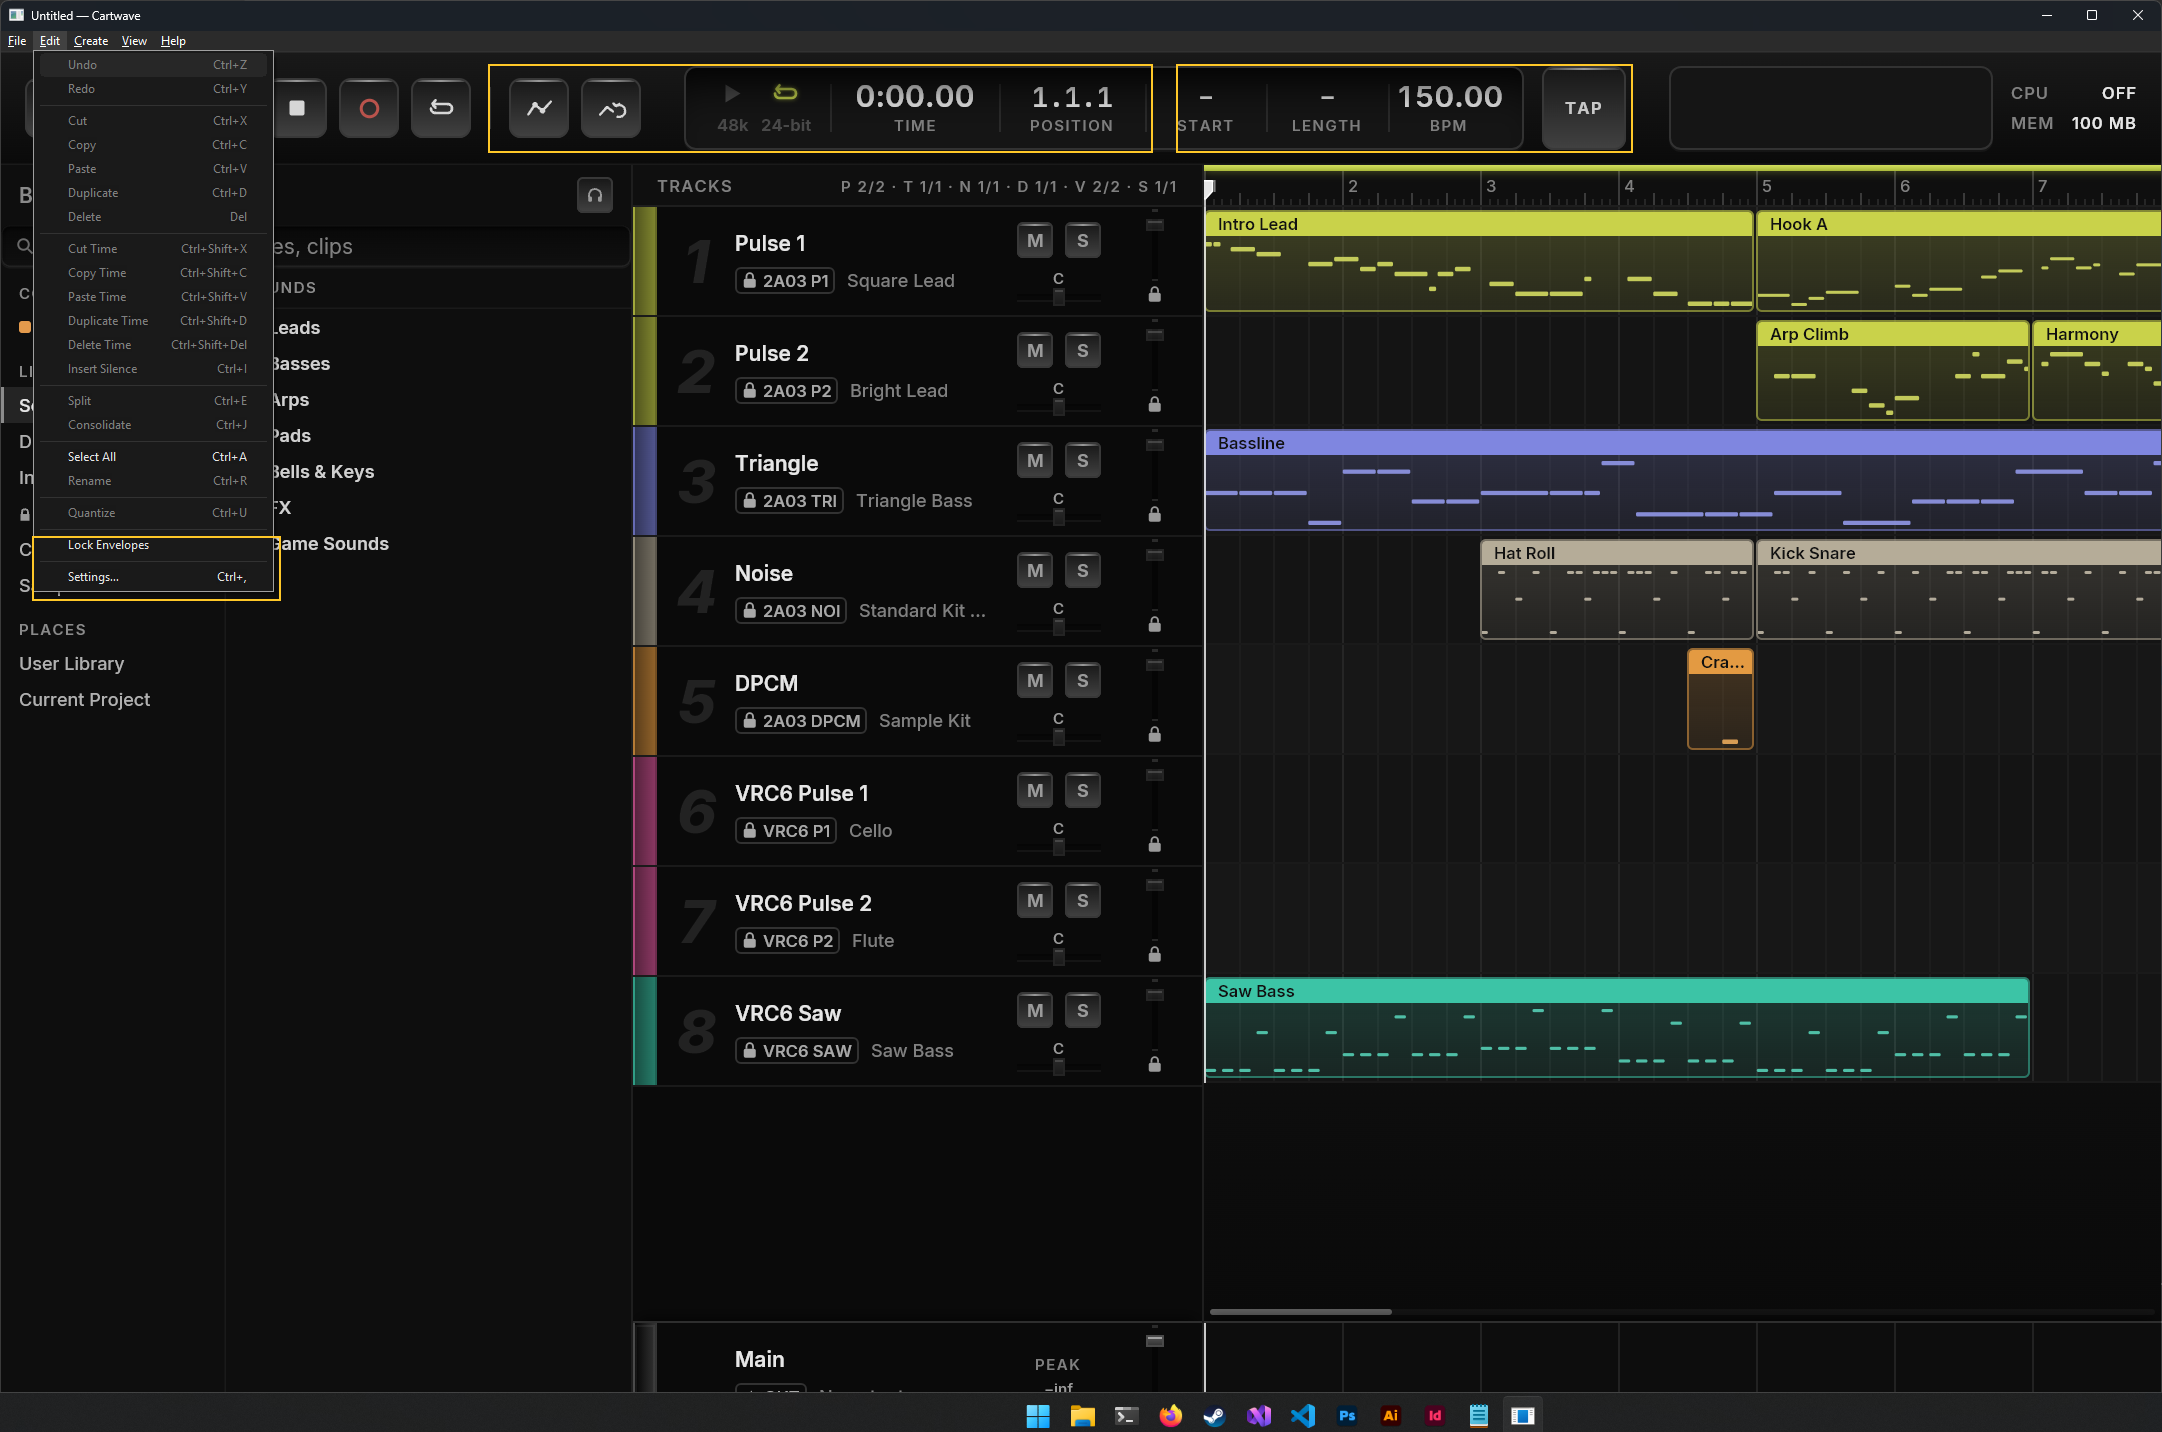 Untitled — Cartwave
File Edit Create View Help
Undo Ctrl+Z
Redo Ctrl+Y
Cut Ctrl+X
Copy Ctrl+C
Paste Ctrl+V
Duplicate Ctrl+D
Delete Del
Cut Time Ctrl+Shift+X
Copy Time Ctrl+Shift+C
Paste Time Ctrl+Shift+V
Duplicate Time Ctrl+Shift+D
Delete Time Ctrl+Shift+Del
Insert Silence Ctrl+I
Split Ctrl+E
Consolidate Ctrl+J
Select All Ctrl+A
Rename Ctrl+R
Quantize Ctrl+U
Lock Envelopes
Settings... Ctrl+,
48k 24-bit
0:00.00
TIME
1.1.1
POSITION
–
START
–
LENGTH
150.00
BPM
TAP
CPU OFF
MEM 100 MB
es, clips
UNDS
Leads
Basses
Arps
Pads
Bells & Keys
FX
Game Sounds
PLACES
User Library
Current Project
TRACKS P 2/2 · T 1/1 · N 1/1 · D 1/1 · V 2/2 · S 1/1
2 3 4 5 6 7
1 Pulse 1 M S
2A03 P1 Square Lead C
Intro Lead Hook A
2 Pulse 2 M S
2A03 P2 Bright Lead C
Arp Climb Harmony
3 Triangle M S
2A03 TRI Triangle Bass C
Bassline
4 Noise M S
2A03 NOI Standard Kit ... C
Hat Roll Kick Snare
5 DPCM M S
2A03 DPCM Sample Kit C
Cra...
6 VRC6 Pulse 1 M S
VRC6 P1 Cello C
7 VRC6 Pulse 2 M S
VRC6 P2 Flute C
8 VRC6 Saw M S
VRC6 SAW Saw Bass C
Saw Bass
Main PEAK
-inf
Ps Ai Id